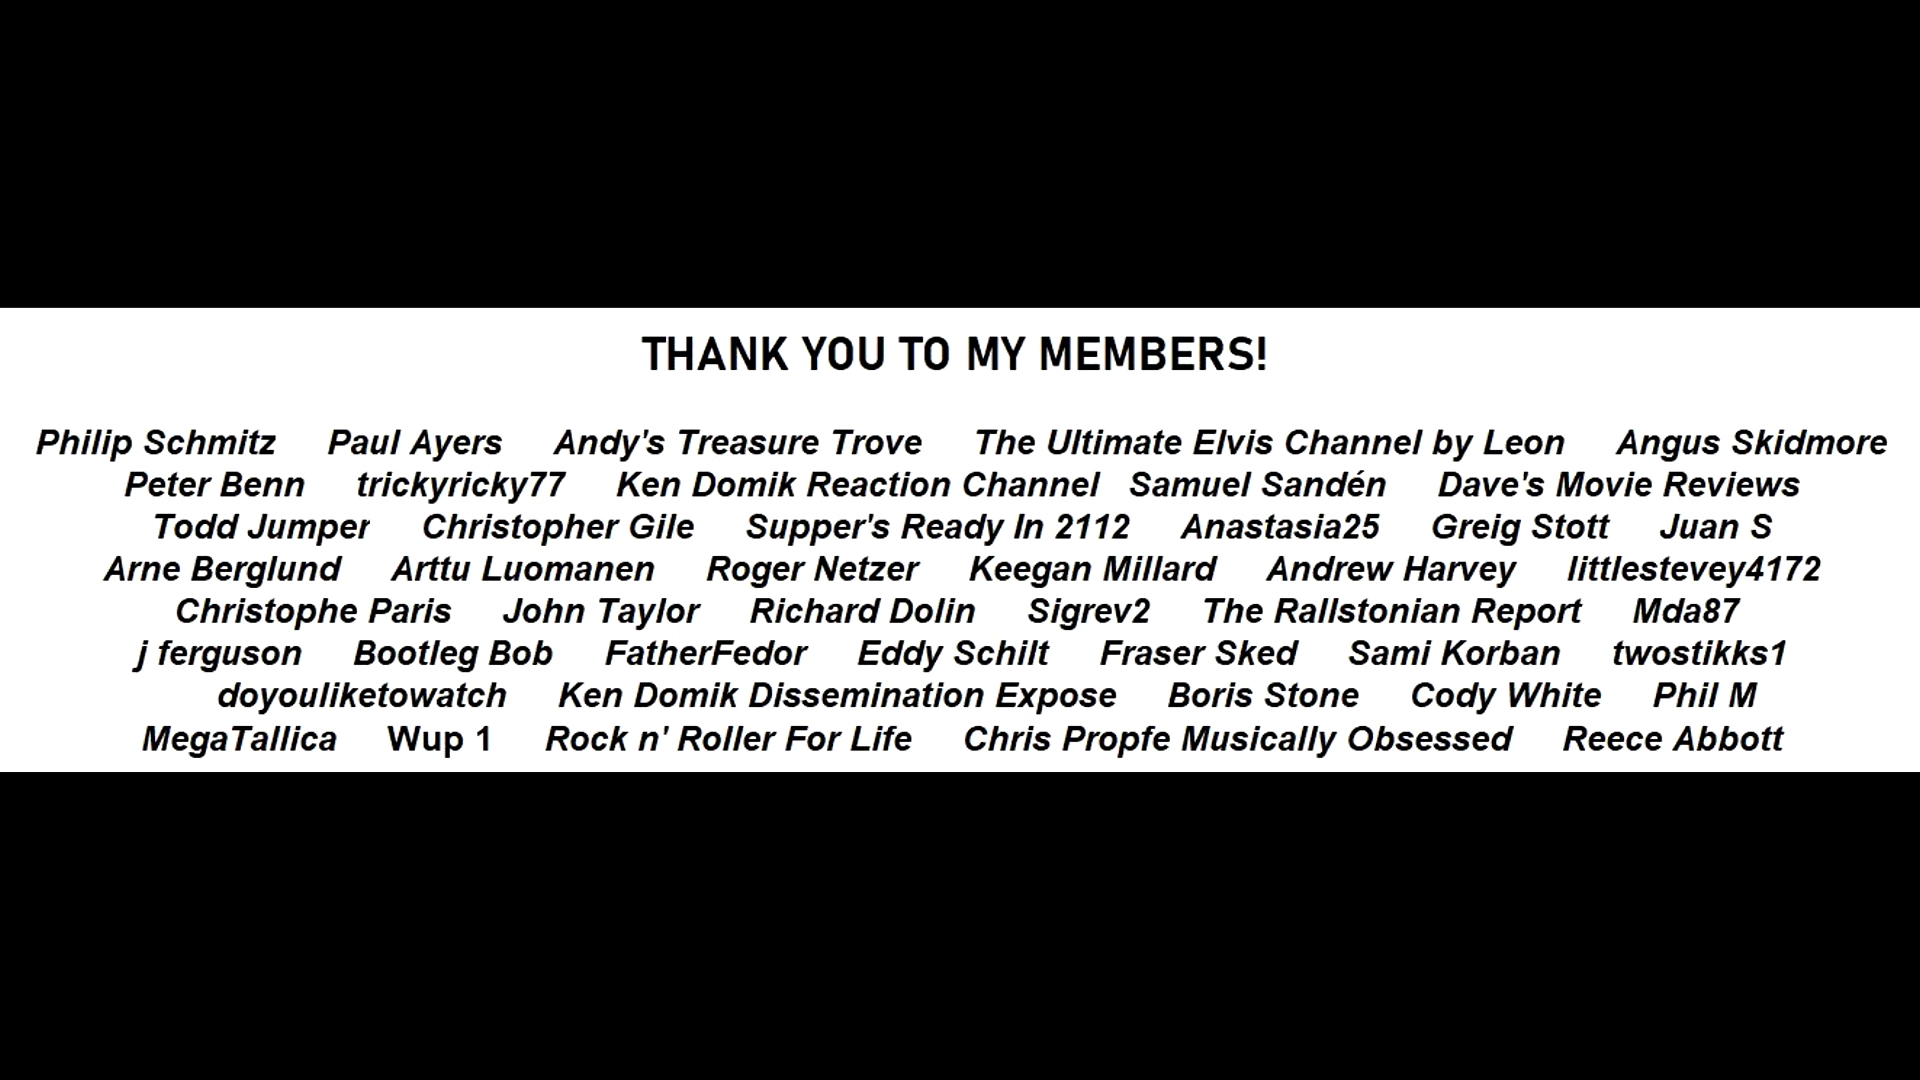 THANK YOU TO MY MEMBERS!
Philip Schmitz Paul Ayers Andy's Treasure Trove The Ultimate Elvis Channel by Leon Angus Skidmore
Peter Benn trickyricky77 Ken Domik Reaction Channel Samuel Sandén Dave's Movie Reviews
Todd Jumper Christopher Gile Supper's Ready In 2112 Anastasia25 Greig Stott Juan S
Arne Berglund Arttu Luomanen Roger Netzer Keegan Millard Andrew Harvey littlestevey4172
Christophe Paris John Taylor Richard Dolin Sigrev2 The Rallstonian Report Mda87
j ferguson Bootleg Bob FatherFedor Eddy Schilt Fraser Sked Sami Korban twostikks1
doyouliketowatch Ken Domik Dissemination Expose Boris Stone Cody White Phil M
MegaTallica Wup 1 Rock n' Roller For Life Chris Propfe Musically Obsessed Reece Abbott